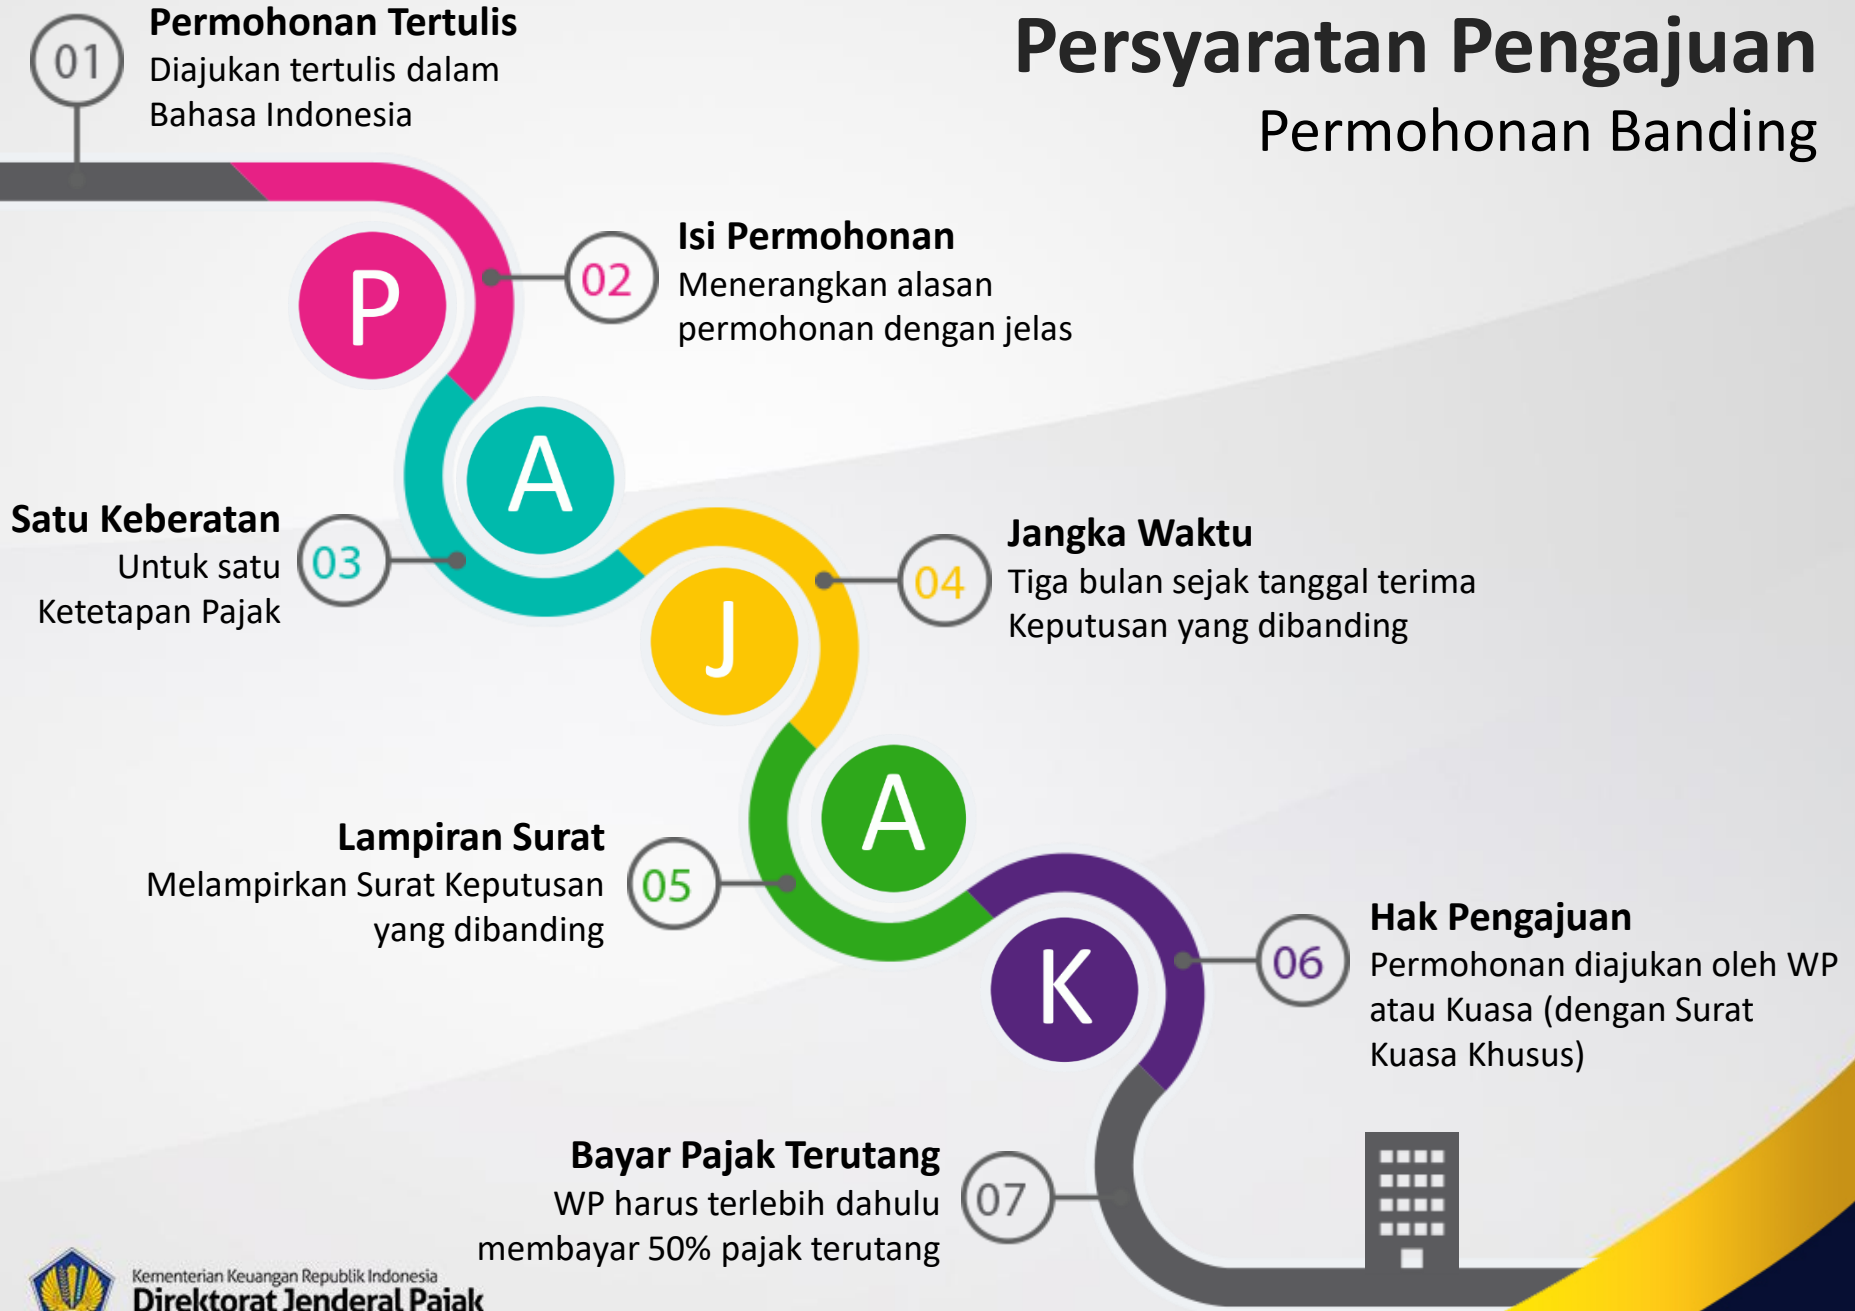 Persyaratan Pengajuan
Permohonan Banding
01
Permohonan Tertulis
Diajukan tertulis dalam
Bahasa Indonesia
P
02
Isi Permohonan
Menerangkan alasan
permohonan dengan jelas
A
Satu Keberatan
Untuk satu
Ketetapan Pajak
03
J
04
Jangka Waktu
Tiga bulan sejak tanggal terima
Keputusan yang dibanding
A
Lampiran Surat
Melampirkan Surat Keputusan
yang dibanding
05
K
06
Hak Pengajuan
Permohonan diajukan oleh WP
atau Kuasa (dengan Surat
Kuasa Khusus)
Bayar Pajak Terutang
WP harus terlebih dahulu
membayar 50% pajak terutang
07
Kementerian Keuangan Republik Indonesia
Direktorat Jenderal Pajak